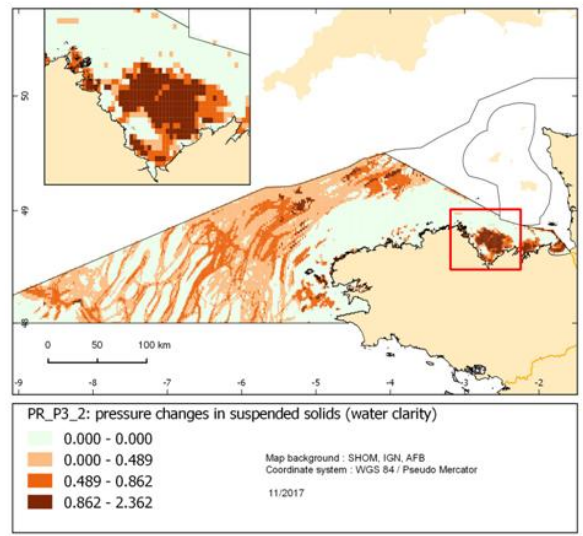 50
49
48
0 50 100 km
-9 -8 -7 -6 -5 -4 -3 -2
PR_P3_2: pressure changes in suspended solids (water clarity)
0.000 - 0.000
0.000 - 0.489
0.489 - 0.862
0.862 - 2.362
Map background : SHOM, IGN, AFB
Coordinate system : WGS 84 / Pseudo Mercator
11/2017